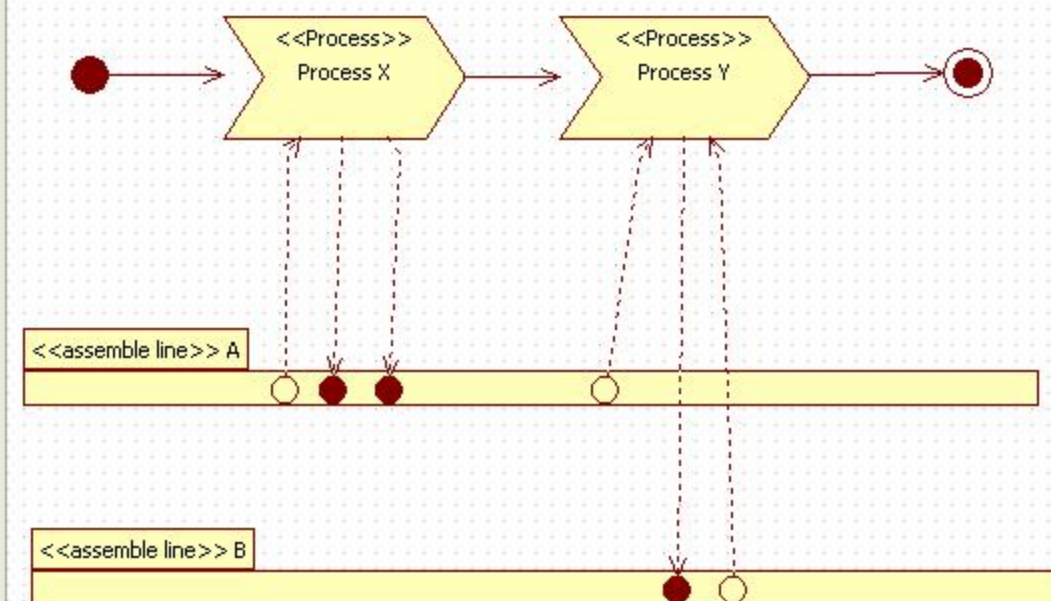 <<Process>>
Process X
<<Process>>
Process Y
<<assemble line>> A
<<assemble line>> B